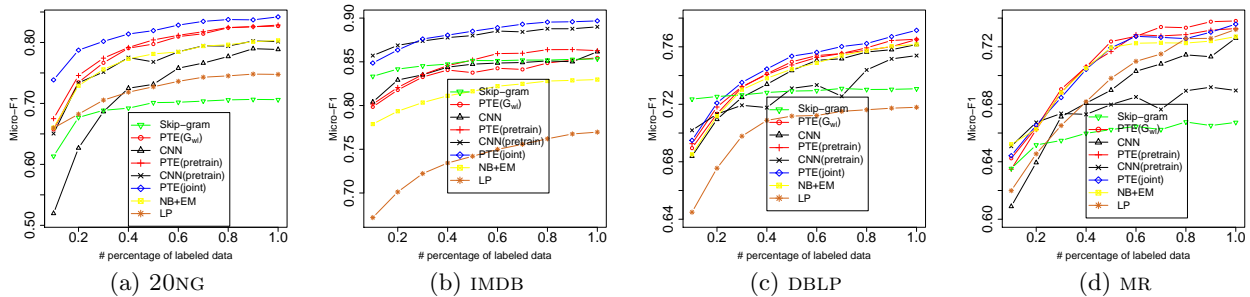 Micro−F1
0.50 0.60 0.70 0.80
0.2 0.4 0.6 0.8 1.0
# percentage of labeled data
Skip−gram
PTE(Gwl)
CNN
PTE(pretrain)
CNN(pretrain)
PTE(joint)
NB+EM
LP
(a) 20NG
Micro−F1
0.70 0.75 0.80 0.85 0.90
0.2 0.4 0.6 0.8 1.0
# percentage of labeled data
Skip−gram
PTE(Gwl)
CNN
PTE(pretrain)
CNN(pretrain)
PTE(joint)
NB+EM
LP
(b) IMDB
Micro−F1
0.64 0.68 0.72 0.76
0.2 0.4 0.6 0.8 1.0
# percentage of labeled data
Skip−gram
PTE(Gwl)
CNN
PTE(pretrain)
CNN(pretrain)
PTE(joint)
NB+EM
LP
(c) DBLP
Micro−F1
0.60 0.64 0.68 0.72
0.2 0.4 0.6 0.8 1.0
# percentage of labeled data
Skip−gram
PTE(Gwl)
CNN
PTE(pretrain)
CNN(pretrain)
PTE(joint)
NB+EM
LP
(d) MR